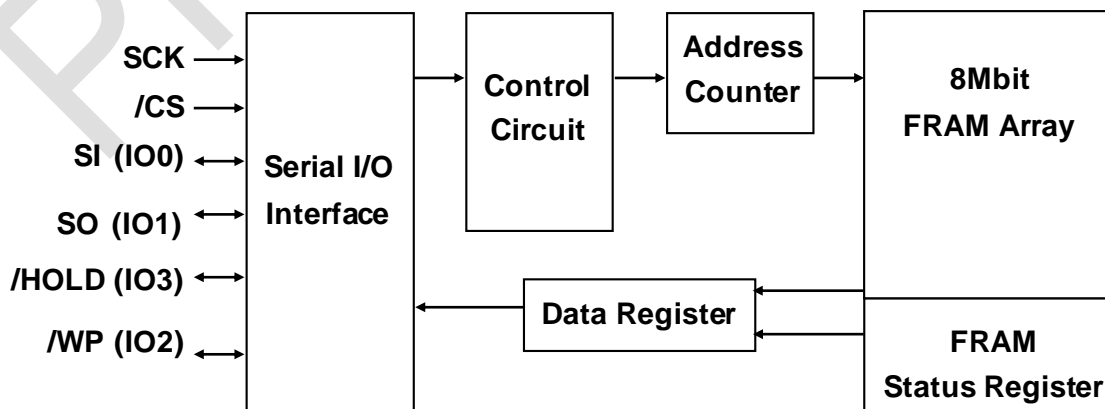 SCK
/CS
SI (IO0)
SO (IO1)
/HOLD (IO3)
/WP (IO2)
Serial I/O
Interface
Control
Circuit
Address
Counter
8Mbit
FRAM Array
Data Register
FRAM
Status Register